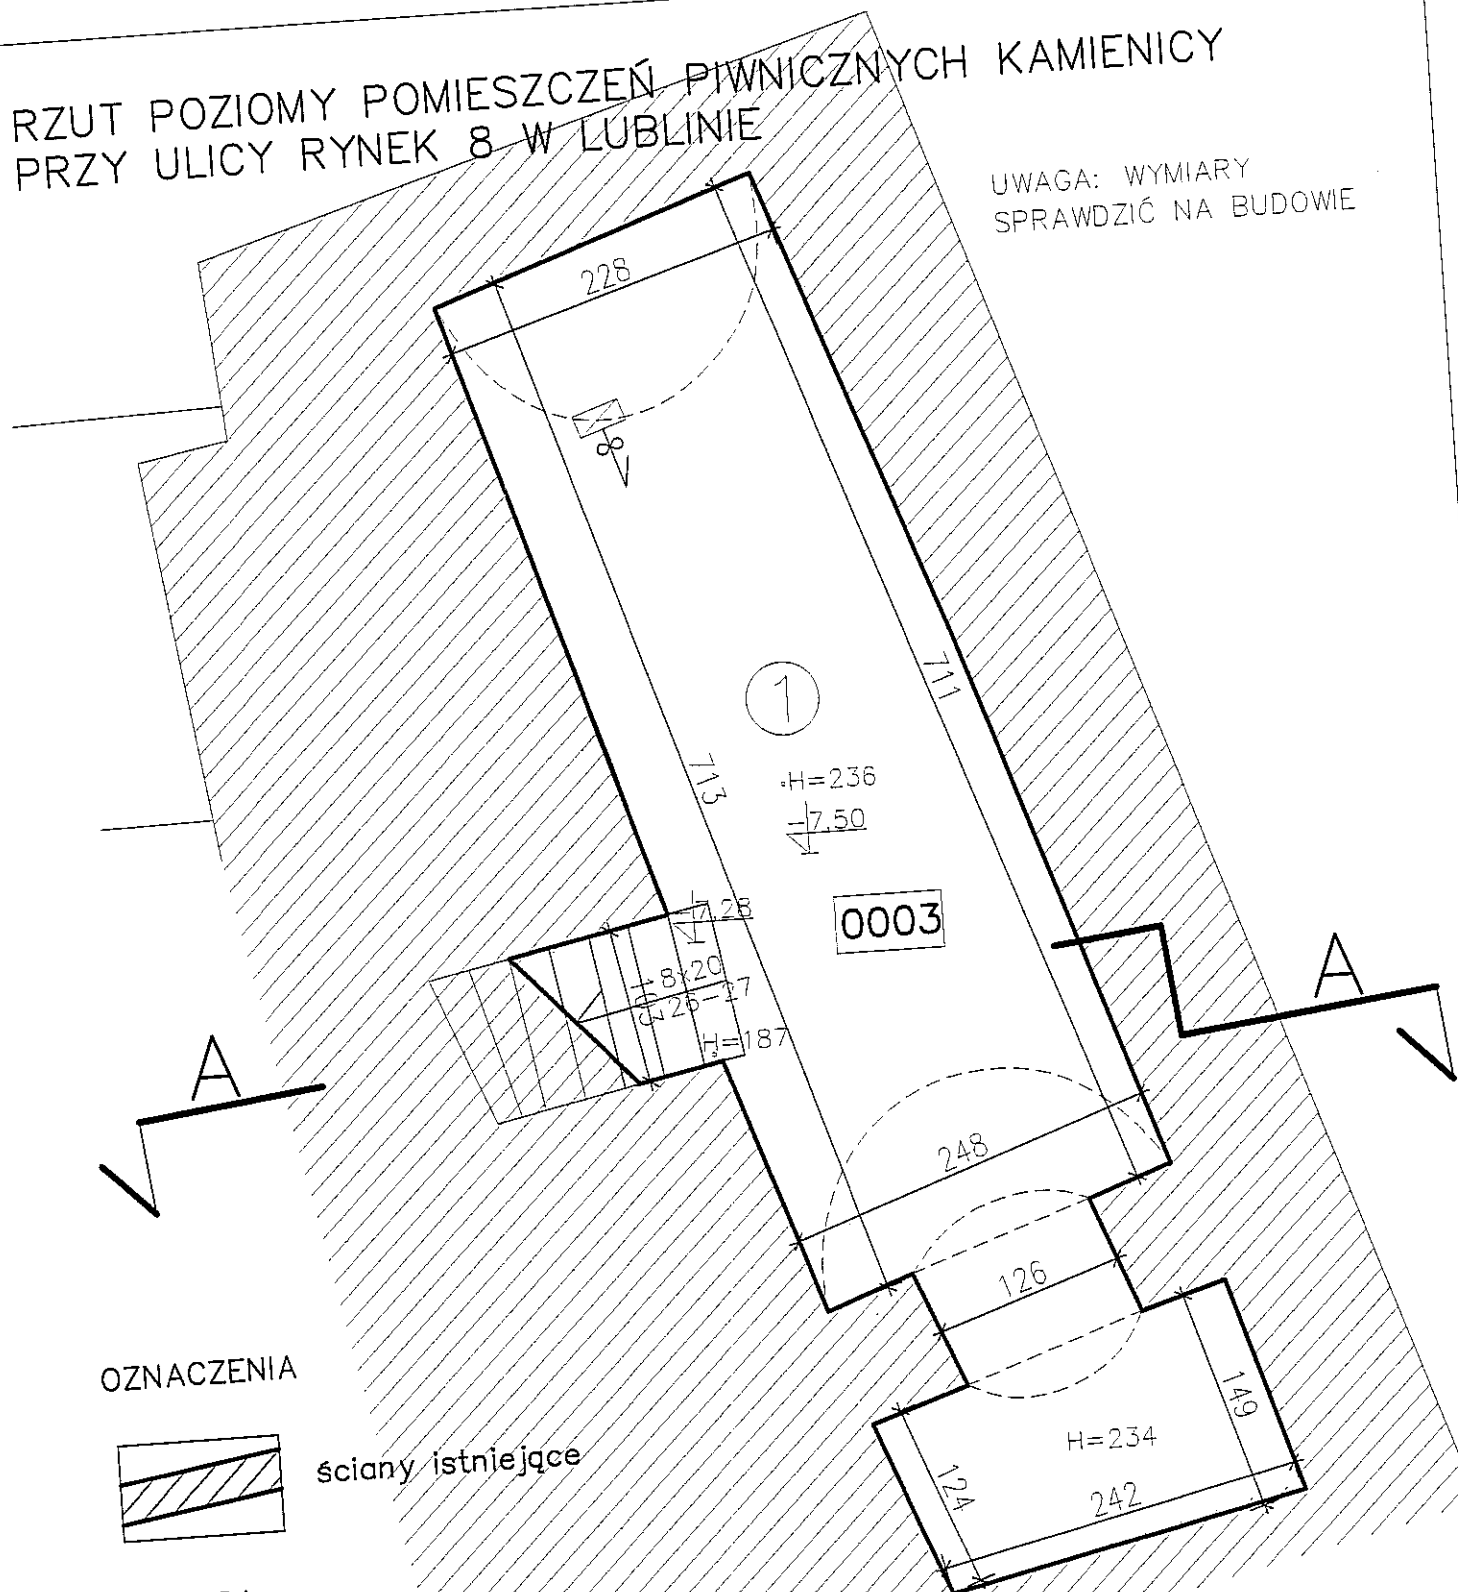 RZUT POZIOMY POMIESZCZEŃ PIWNICZNYCH KAMIENICY
PRZY ULICY RYNEK 8 W LUBLINIE
UWAGA: WYMIARY
SPRAWDZIĆ NA BUDOWIE
228
711
1
713
H=236
-7,50
-7,28
0003
8x20
26-27
H=187
A
A
248
126
149
H=234
124
242
OZNACZENIA
ściany istniejące